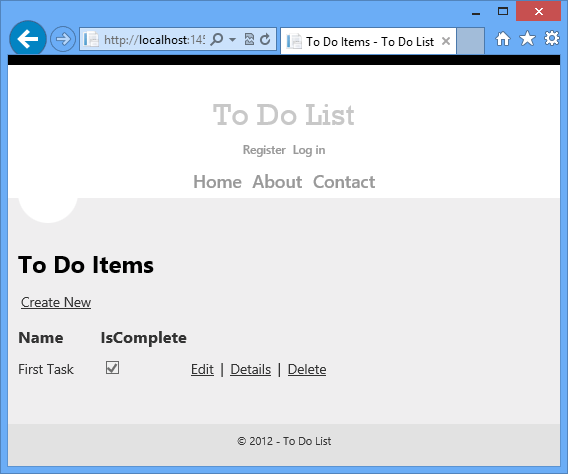 http://localhost:145
To Do Items - To Do List
To Do List
Register Log in
Home About Contact
To Do Items
Create New
Name IsComplete
First Task Edit | Details | Delete
© 2012 - To Do List